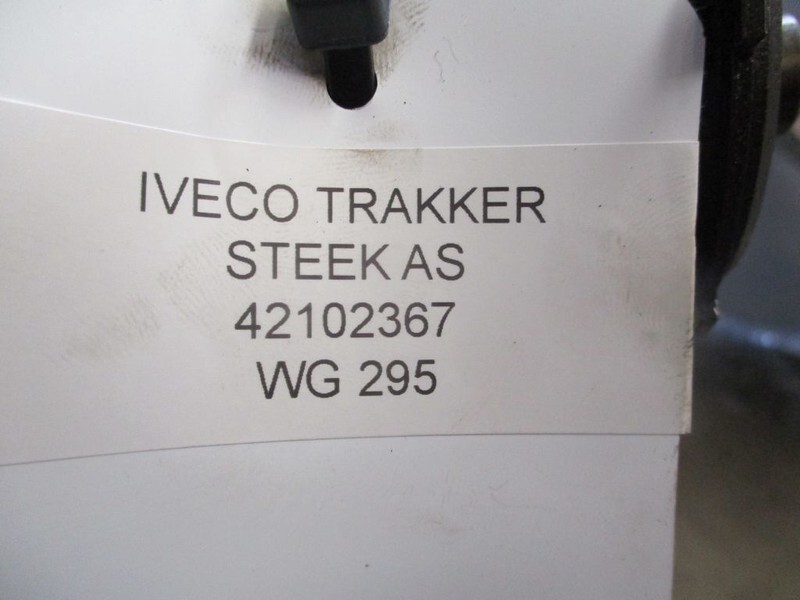 IVECO TRAKKER
STEEK AS
42102367
WG 295